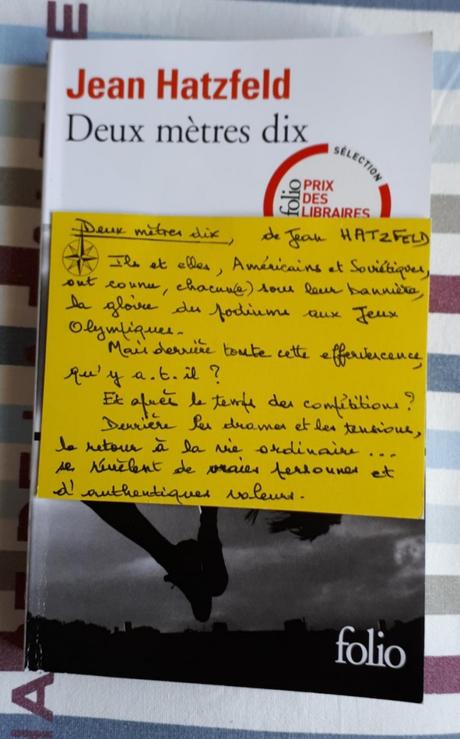 Jean Hatzfeld
Deux mètres dix
SÉLECTION
folio
PRIX
DES
LIBRAIRES
Deux mètres dix, de Jean HATZFELD
Ils et elles, Américains et Soviétiques,
ont connu, chacun(e) sous leur bannière,
la gloire du podium aux Jeux
Olympiques.
Mais derrière toute cette effervescence,
qu'y a.t.il ?
Et après le temps des compétitions ?
Derrière les drames et les tensions,
le retour à la vie ordinaire...
se révèlent de vraies personnes et
d'authentiques valeurs.
folio